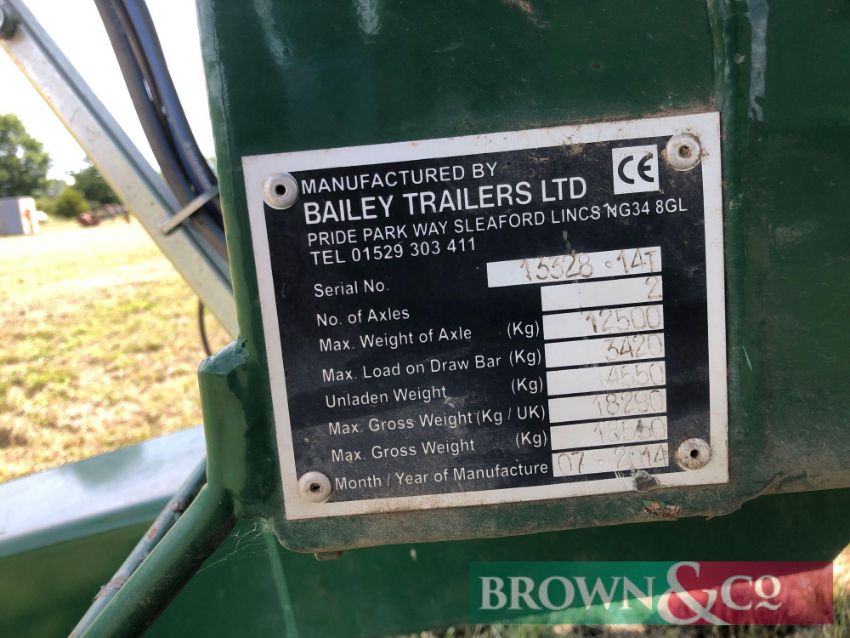 MANUFACTURED BY
CE
BAILEY TRAILERS LTD
PRIDE PARK WAY SLEAFORD LINCS NG34 8GL
TEL 01529 303 411
Serial No. 13328 · 14T
No. of Axles 2
Max. Weight of Axle (Kg) 12500
Max. Load on Draw Bar (Kg) 3420
Unladen Weight (Kg) 4550
Max. Gross Weight (Kg / UK) 18290
Max. Gross Weight (Kg)
Month / Year of Manufacture 07 · 2014
BROWN&CO